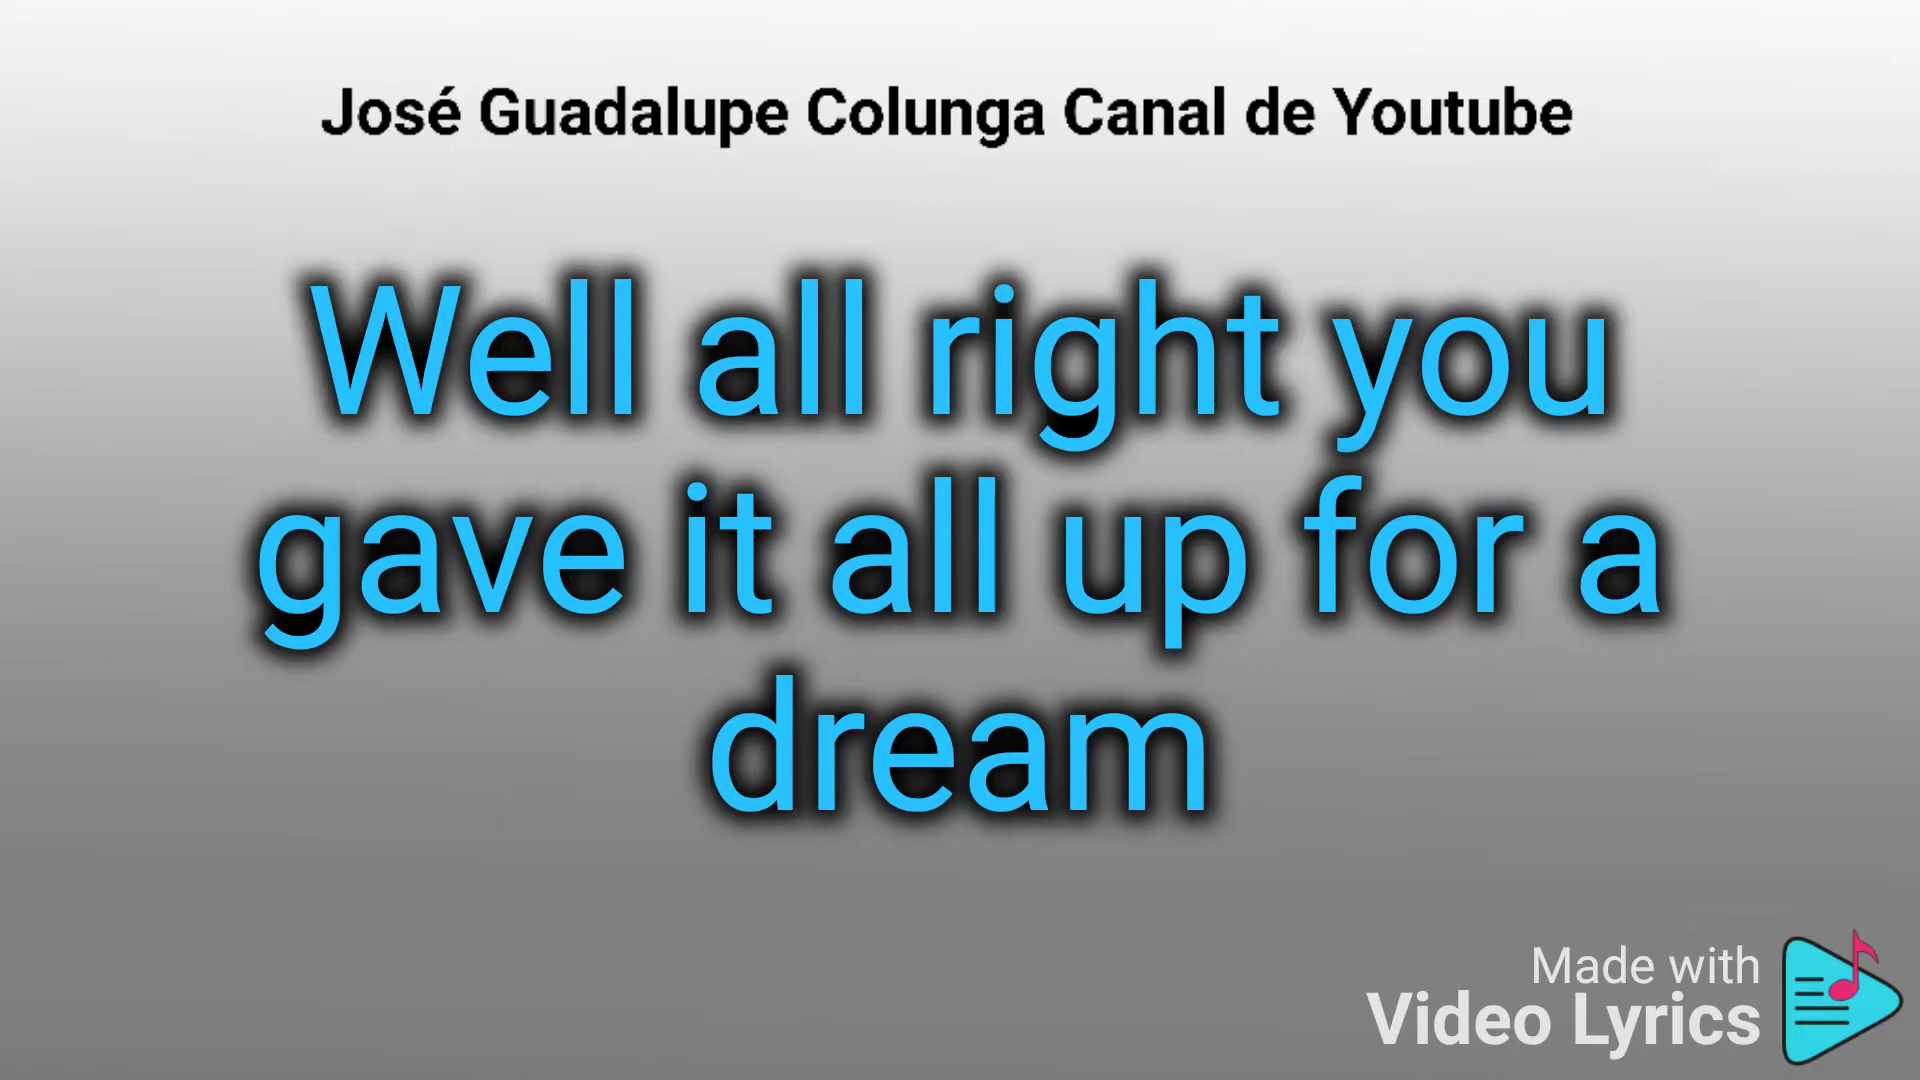 José Guadalupe Colunga Canal de Youtube
Well all right you
gave it all up for a
dream
Made with
Video Lyrics